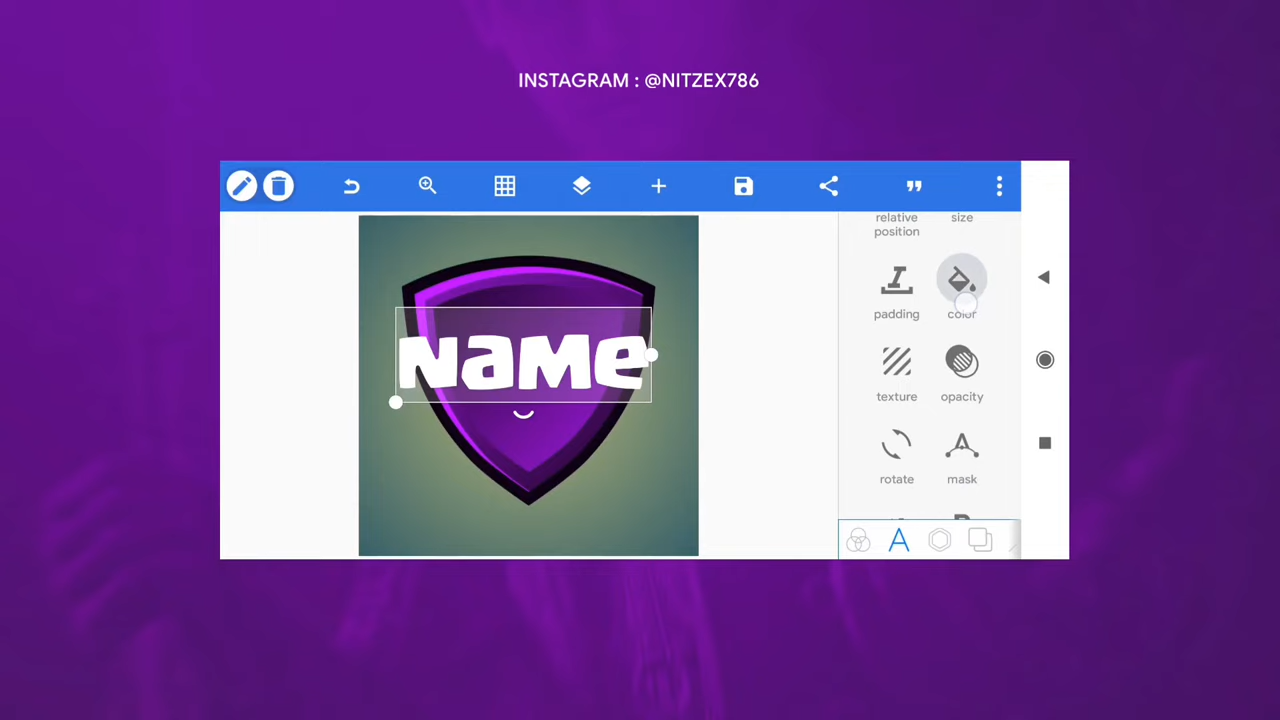 INSTAGRAM : @NITZEX786
relative position
size
padding
color
NaMe
texture
opacity
rotate
mask